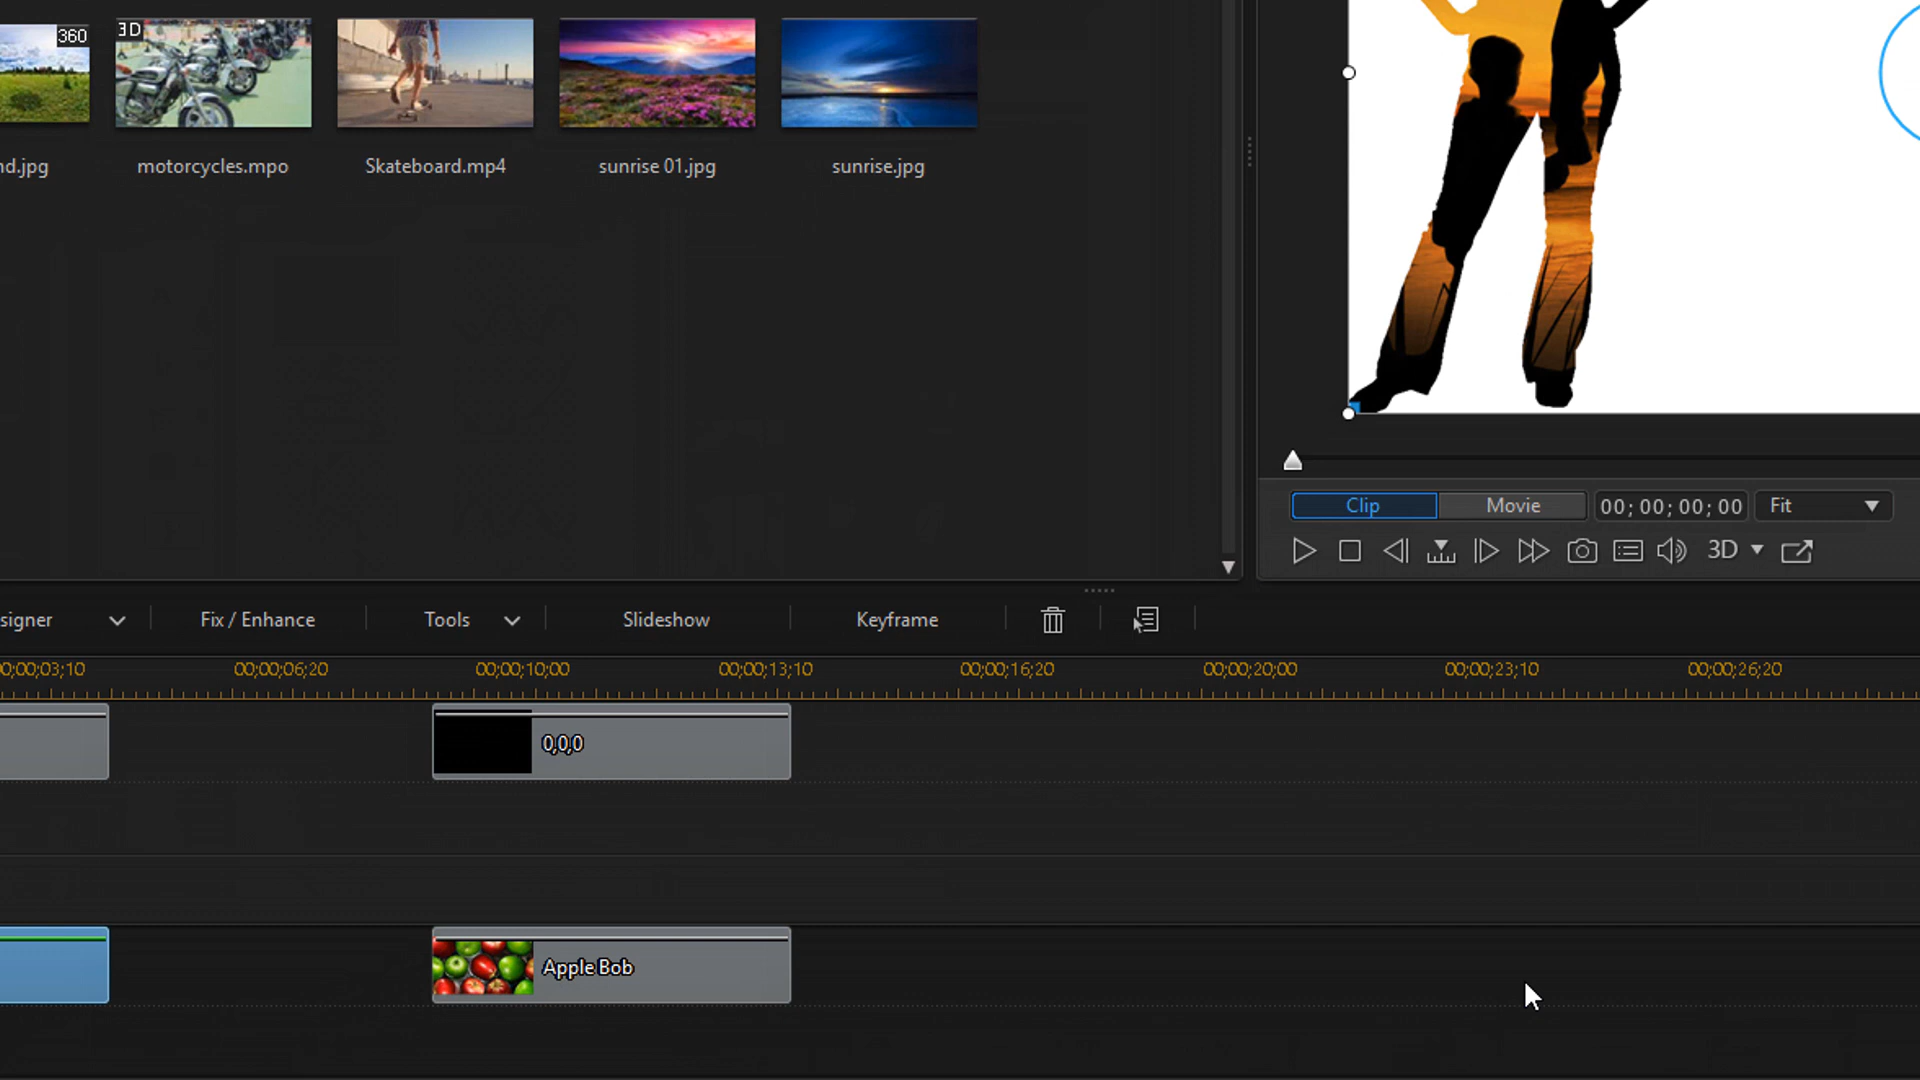 360
3D
nd.jpg
motorcycles.mpo
Skateboard.mp4
sunrise 01.jpg
sunrise.jpg
Clip
Movie
00;00;00;00
Fit
3D
signer
Fix / Enhance
Tools
Slideshow
Keyframe
00;00;03;10
00;00;06;20
00;00;10;00
00;00;13;10
00;00;16;20
00;00;20;00
00;00;23;10
00;00;26;20
0,0,0
Apple Bob